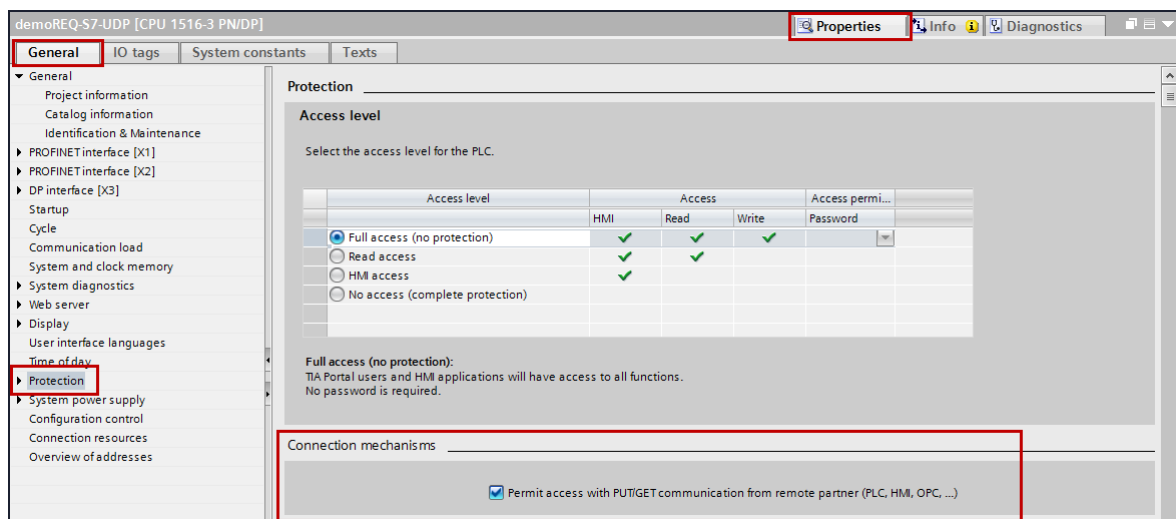 demoREQ-S7-UDP [CPU 1516-3 PN/DP]
Properties
Info
Diagnostics
General
IO tags
System constants
Texts
General
Project information
Catalog information
Identification & Maintenance
PROFINET interface [X1]
PROFINET interface [X2]
DP interface [X3]
Startup
Cycle
Communication load
System and clock memory
System diagnostics
Web server
Display
User interface languages
Time of day
Protection
System power supply
Configuration control
Connection resources
Overview of addresses
Protection
Access level
Select the access level for the PLC.
Access level Access Access permi...
HMI Read Write Password
Full access (no protection)
Read access
HMI access
No access (complete protection)
Full access (no protection):
TIA Portal users and HMI applications will have access to all functions.
No password is required.
Connection mechanisms
Permit access with PUT/GET communication from remote partner (PLC, HMI, OPC, ...)